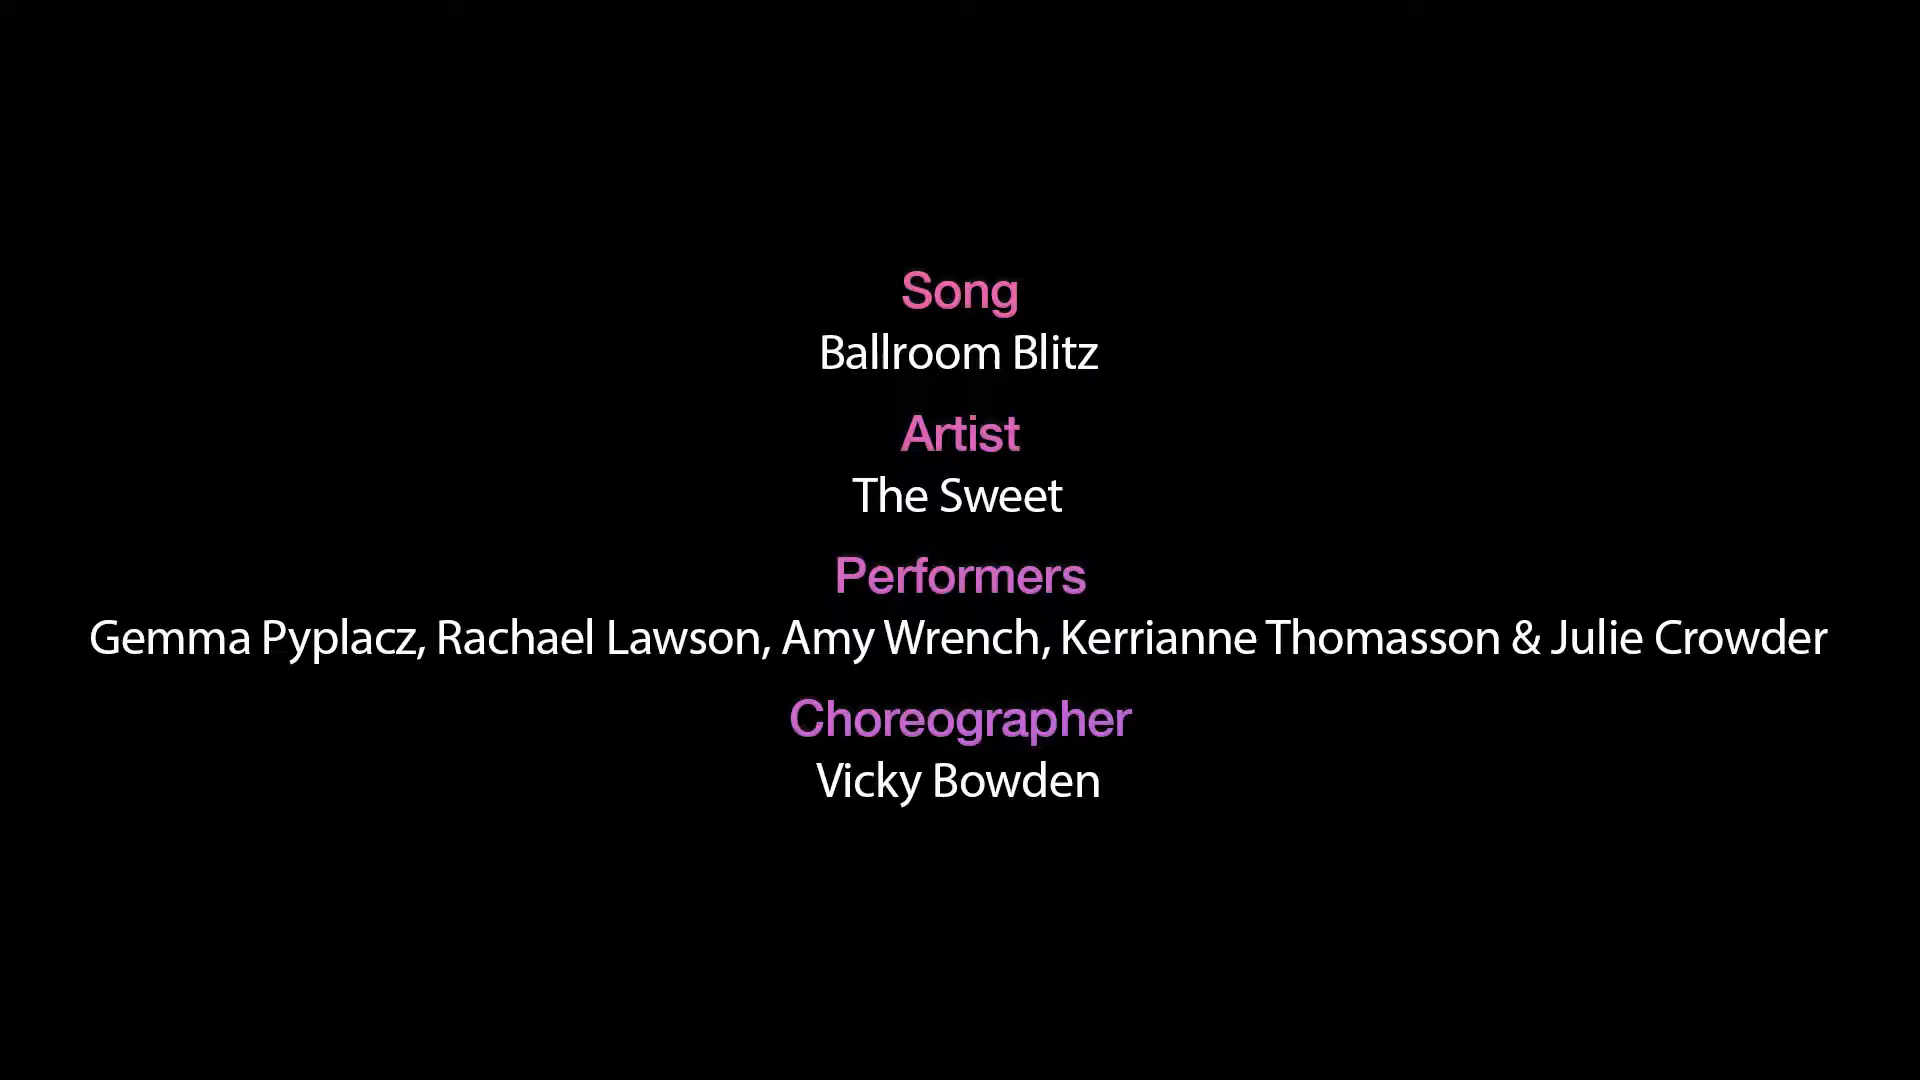 Song
Ballroom Blitz
Artist
The Sweet
Performers
Gemma Pyplacz, Rachael Lawson, Amy Wrench, Kerrianne Thomasson & Julie Crowder
Choreographer
Vicky Bowden